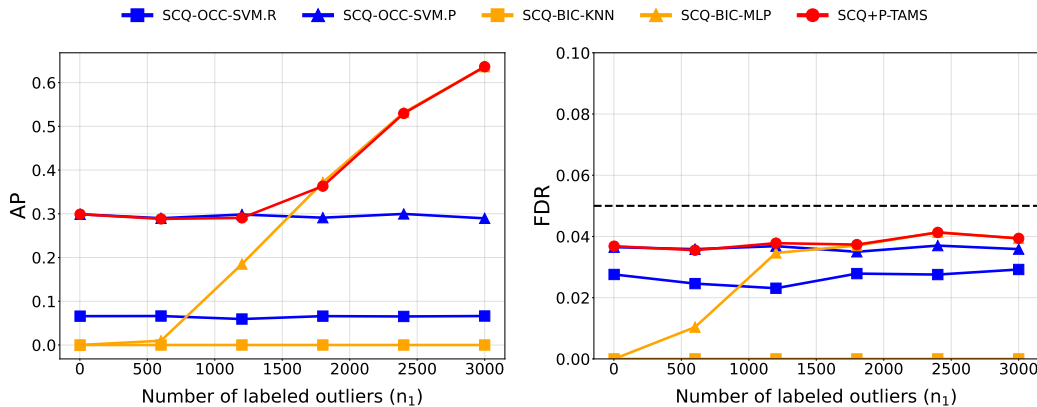 SCQ-OCC-SVM.R SCQ-OCC-SVM.P SCQ-BIC-KNN SCQ-BIC-MLP SCQ+P-TAMS
AP
0.6
0.5
0.4
0.3
0.2
0.1
0.0
0 500 1000 1500 2000 2500 3000
Number of labeled outliers (n₁)
FDR
0.10
0.08
0.06
0.04
0.02
0.00
0 500 1000 1500 2000 2500 3000
Number of labeled outliers (n₁)